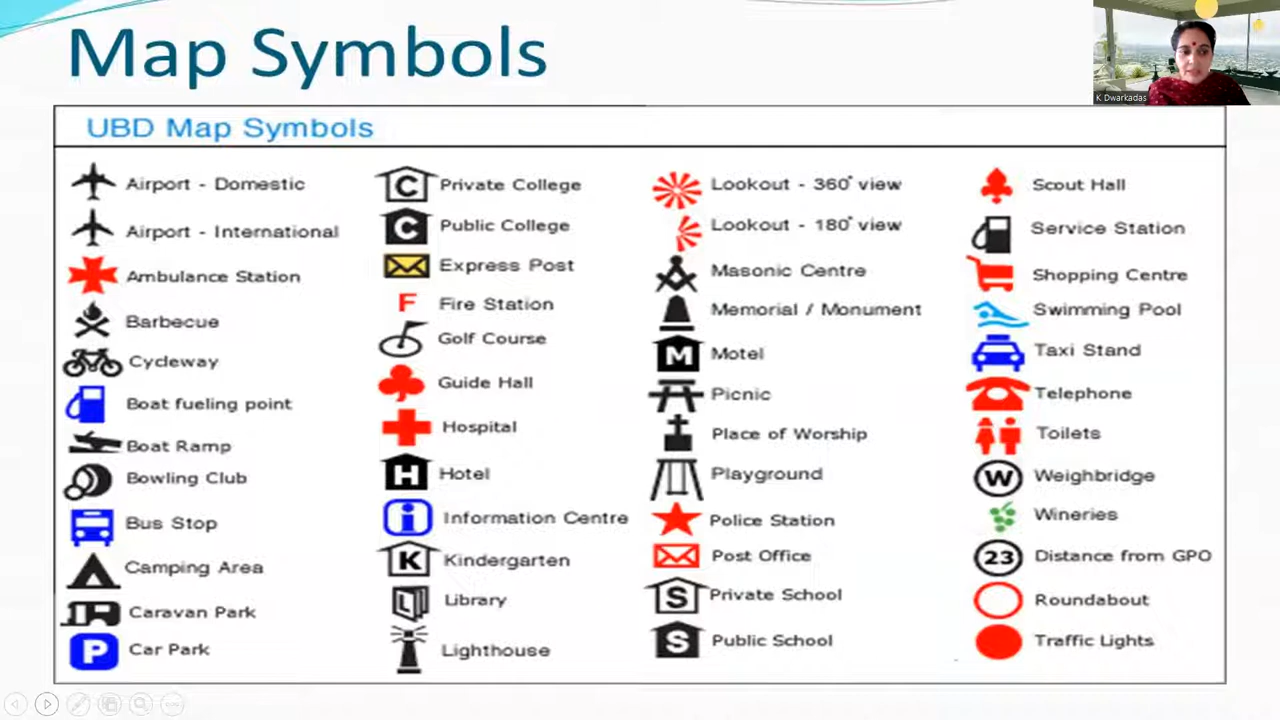 Map Symbols
K Dwarkadas
UBD Map Symbols
Airport - Domestic
Airport - International
Ambulance Station
Barbecue
Cycleway
Boat fueling point
Boat Ramp
Bowling Club
Bus Stop
Camping Area
Caravan Park
P Car Park
C Private College
C Public College
Express Post
F Fire Station
Golf Course
Guide Hall
Hospital
H Hotel
i Information Centre
K Kindergarten
L Library
Lighthouse
Lookout - 360° view
Lookout - 180° view
Masonic Centre
Memorial / Monument
M Motel
Picnic
Place of Worship
Playground
Police Station
Post Office
S Private School
S Public School
Scout Hall
Service Station
Shopping Centre
Swimming Pool
Taxi Stand
Telephone
Toilets
W Weighbridge
Wineries
23 Distance from GPO
Roundabout
Traffic Lights